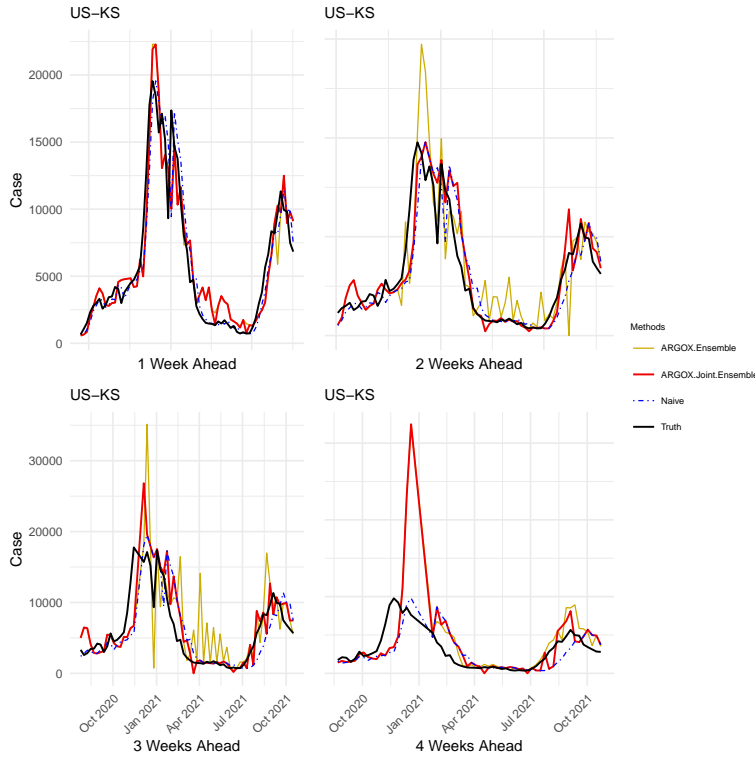 US−KS
US−KS
20000
15000
10000
5000
0
Case
1 Week Ahead
2 Weeks Ahead
Methods
ARGOX.Ensemble
ARGOX.Joint.Ensemble
Naive
Truth
US−KS
US−KS
30000
20000
10000
0
Case
Oct 2020
Jan 2021
Apr 2021
Jul 2021
Oct 2021
Oct 2020
Jan 2021
Apr 2021
Jul 2021
Oct 2021
3 Weeks Ahead
4 Weeks Ahead